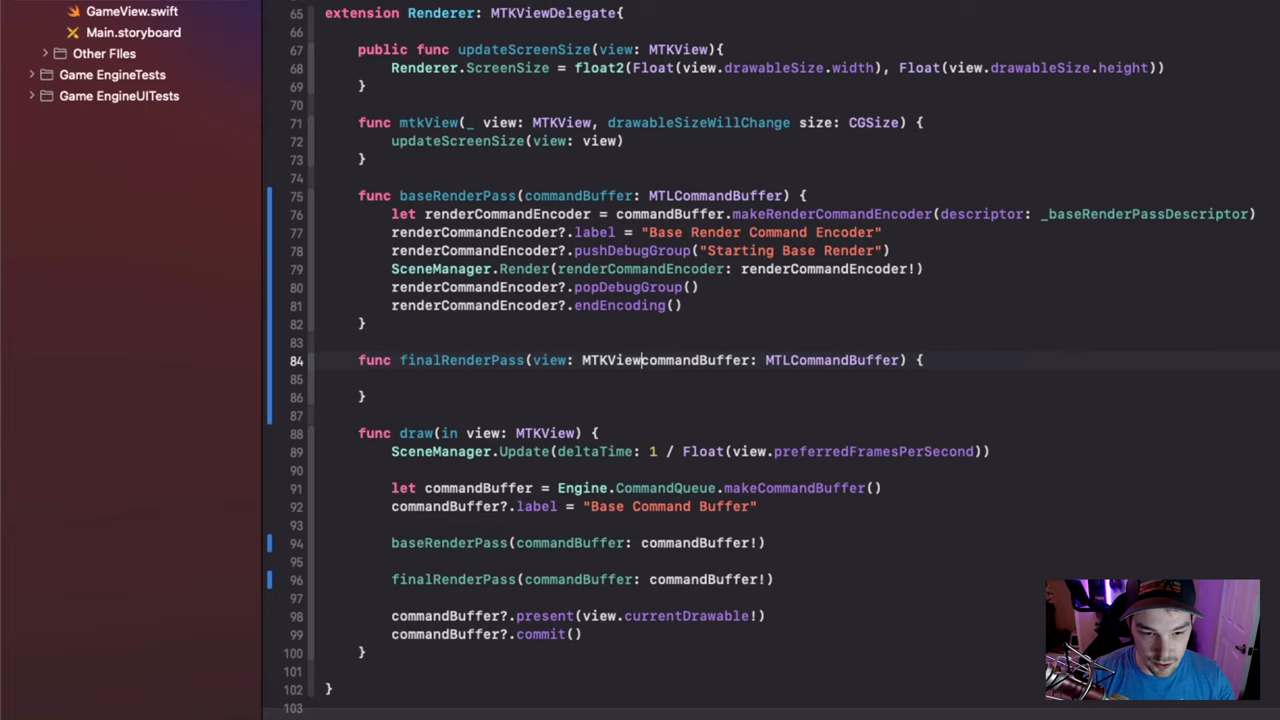 GameView.swift
Main.storyboard
Other FIles
Game EngineTests
Game EngineUITests
65 extension Renderer: MTKViewDelegate{
66
67 public func updateScreenSize(view: MTKView){
68 Renderer.ScreenSize = float2(Float(view.drawableSize.width), Float(view.drawableSize.height))
69 }
70
71 func mtkView(_ view: MTKView, drawableSizeWillChange size: CGSize) {
72 updateScreenSize(view: view)
73 }
74
75 func baseRenderPass(commandBuffer: MTLCommandBuffer) {
76 let renderCommandEncoder = commandBuffer.makeRenderCommandEncoder(descriptor: _baseRenderPassDescriptor)
77 renderCommandEncoder?.label = "Base Render Command Encoder"
78 renderCommandEncoder?.pushDebugGroup("Starting Base Render")
79 SceneManager.Render(renderCommandEncoder: renderCommandEncoder!)
80 renderCommandEncoder?.popDebugGroup()
81 renderCommandEncoder?.endEncoding()
82 }
83
84 func finalRenderPass(view: MTKViewcommandBuffer: MTLCommandBuffer) {
85
86 }
87
88 func draw(in view: MTKView) {
89 SceneManager.Update(deltaTime: 1 / Float(view.preferredFramesPerSecond))
90
91 let commandBuffer = Engine.CommandQueue.makeCommandBuffer()
92 commandBuffer?.label = "Base Command Buffer"
93
94 baseRenderPass(commandBuffer: commandBuffer!)
95
96 finalRenderPass(commandBuffer: commandBuffer!)
97
98 commandBuffer?.present(view.currentDrawable!)
99 commandBuffer?.commit()
100 }
101
102 }
103